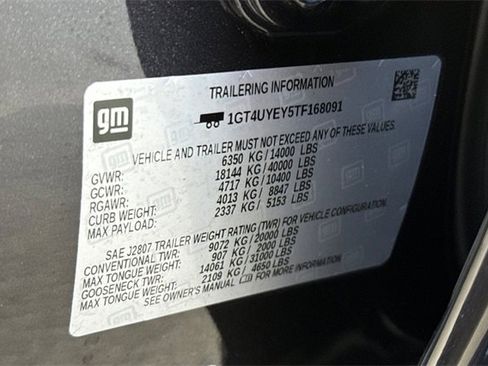 TRAILERING INFORMATION
gm
1GT4UYEY5TF168091
VEHICLE AND TRAILER MUST NOT EXCEED ANY OF THESE
GVWR: 6350 KG / 14000 LBS
GCWR: 18144 KG / 40000 LBS
RGAWR: 4717 KG / 10400 LBS
CURB WEIGHT: 4013 KG / 8847 LBS
MAX PAYLOAD: 2337 KG / 5153 LBS
SAE J2807 TRAILER WEIGHT RATING (TWR) FOR VEHICLE CONFIGURATION.
CONVENTIONAL TWR: 9072 KG / 20000 LBS
MAX TONGUE WEIGHT: 907 KG / 2000 LBS
GOOSENECK TWR: 14061 KG / 31000 LBS
MAX TONGUE WEIGHT: 2109 KG / 4650 LBS
SEE OWNER'S MANUAL FOR MORE INFORMATION